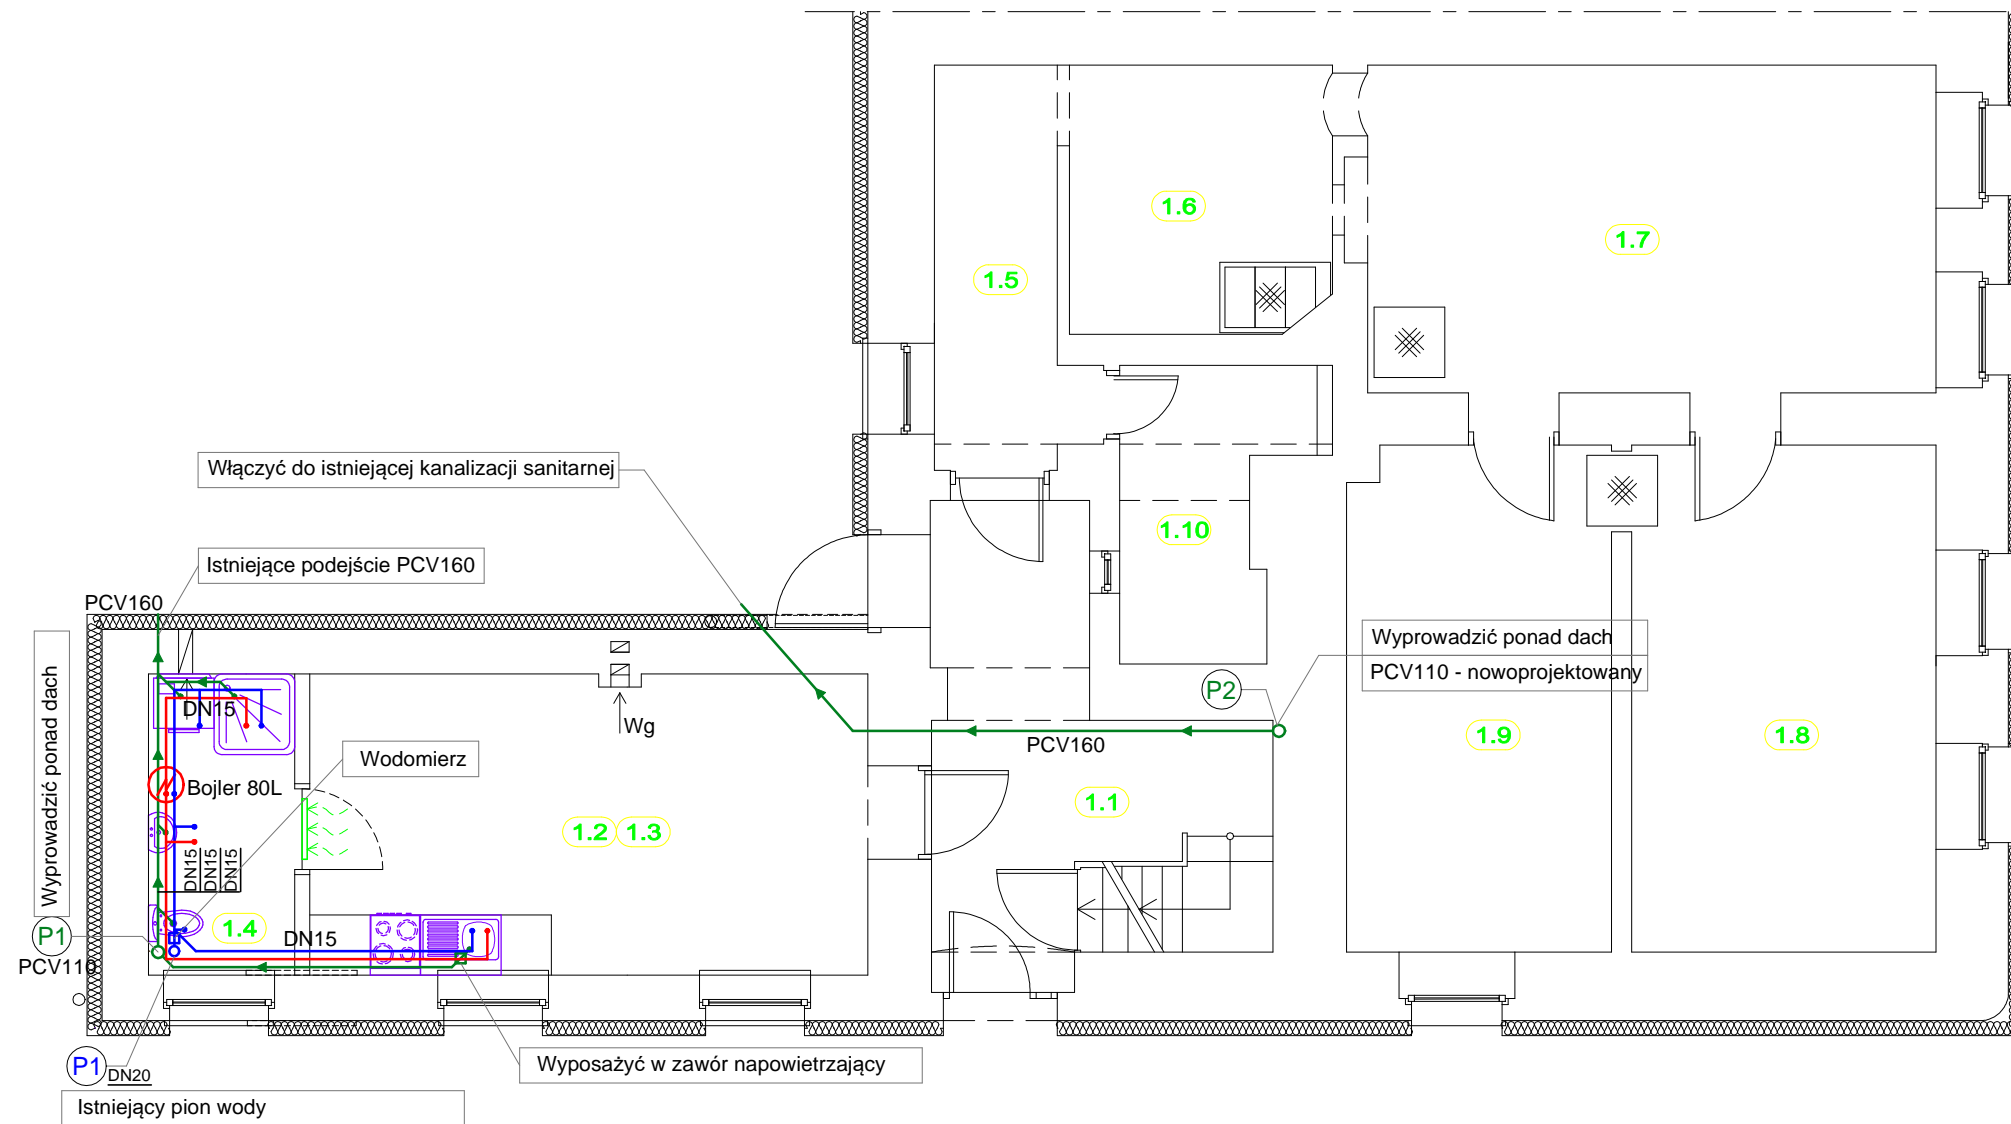 1.6
1.7
1.5
Włączyć do istniejącej kanalizacji sanitarnej
1.10
Istniejące podejście PCV160
PCV160
Wyprowadzić ponad dach
PCV110 - nowoprojektowany
P2
DN15
Wg
PCV160
1.9
1.8
Wodomierz
Bojler 80L
Wyprowadzić ponad dach
1.1
1.2
1.3
DN15
DN15
DN15
1.4
DN15
P1
PCV110
P1
DN20
Wyposażyć w zawór napowietrzający
Istniejący pion wody